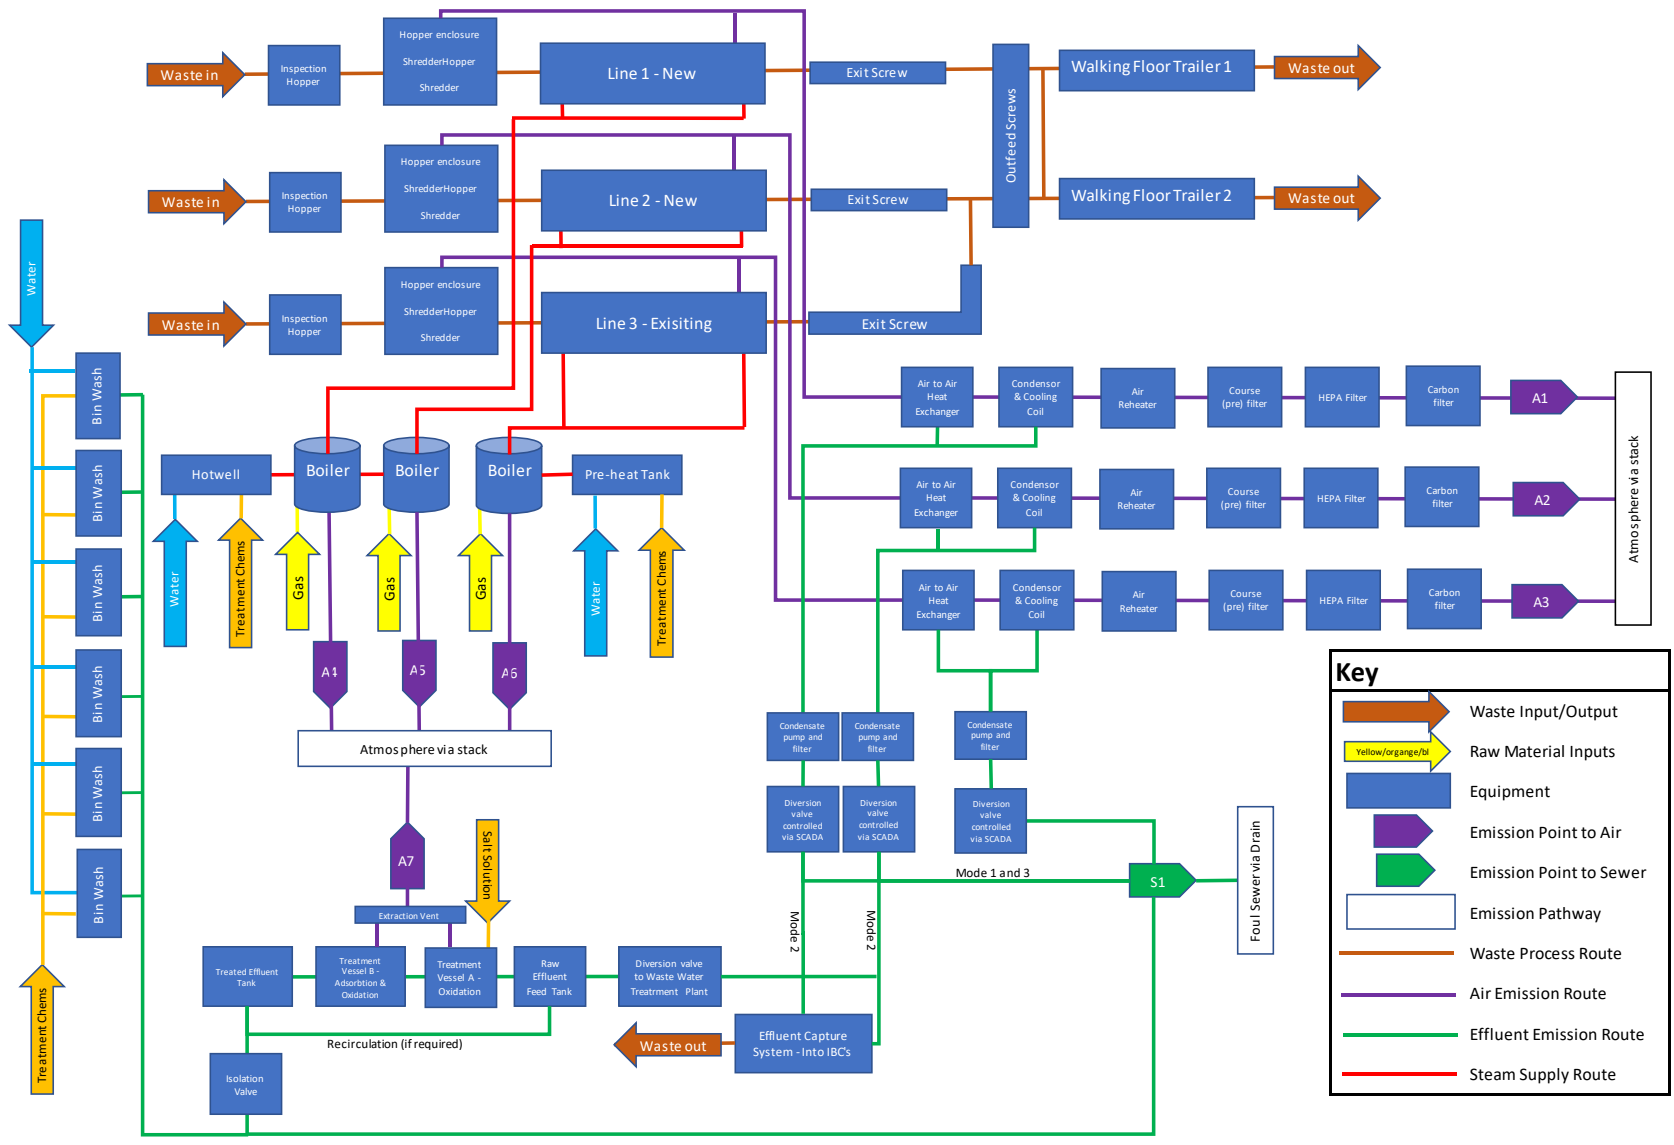 Hopper enclosure
ShredderHopper
Shredder
Waste in
Inspection
Hopper
Line 1 - New
Exit Screw
Outfeed Screws
Walking Floor Trailer 1
Waste out
Hopper enclosure
ShredderHopper
Shredder
Waste in
Inspection
Hopper
Line 2 - New
Exit Screw
Walking Floor Trailer 2
Waste out
Hopper enclosure
ShredderHopper
Shredder
Waste in
Inspection
Hopper
Line 3 - Exisiting
Exit Screw
Water
Bin Wash
Bin Wash
Bin Wash
Bin Wash
Bin Wash
Bin Wash
Treatment Chems
Hotwell
Boiler
Boiler
Boiler
Pre-heat Tank
Water
Treatment Chems
Gas
Gas
Gas
Water
Treatment Chems
A4
A5
A6
Atmosphere via stack
A7
Salt Solution
Extraction Vent
Air to Air
Heat
Exchanger
Condensor
& Cooling
Coil
Air
Reheater
Course
(pre) filter
HEPA Filter
Carbon
filter
A1
Air to Air
Heat
Exchanger
Condensor
& Cooling
Coil
Air
Reheater
Course
(pre) filter
HEPA Filter
Carbon
filter
A2
Air to Air
Heat
Exchanger
Condensor
& Cooling
Coil
Air
Reheater
Course
(pre) filter
HEPA Filter
Carbon
filter
A3
Atmosphere via stack
Condensate
pump and
filter
Condensate
pump and
filter
Condensate
pump and
filter
Diversion
valve
controlled
via SCADA
Diversion
valve
controlled
via SCADA
Diversion
valve
controlled
via SCADA
Mode 1 and 3
S1
Foul Sewer via Drain
Mode 2
Mode 2
Treated Effluent
Tank
Treatment
Vessel B -
Adsorbtion &
Oxidation
Treatment
Vessel A -
Oxidation
Raw
Effluent
Feed Tank
Diversion valve
to Waste Water
Treatrment Plant
Recirculation (if required)
Waste out
Effluent Capture
System - Into IBC's
Isolation
Valve
Key
Waste Input/Output
Yellow/organge/bl
Raw Material Inputs
Equipment
Emission Point to Air
Emission Point to Sewer
Emission Pathway
Waste Process Route
Air Emission Route
Effluent Emission Route
Steam Supply Route